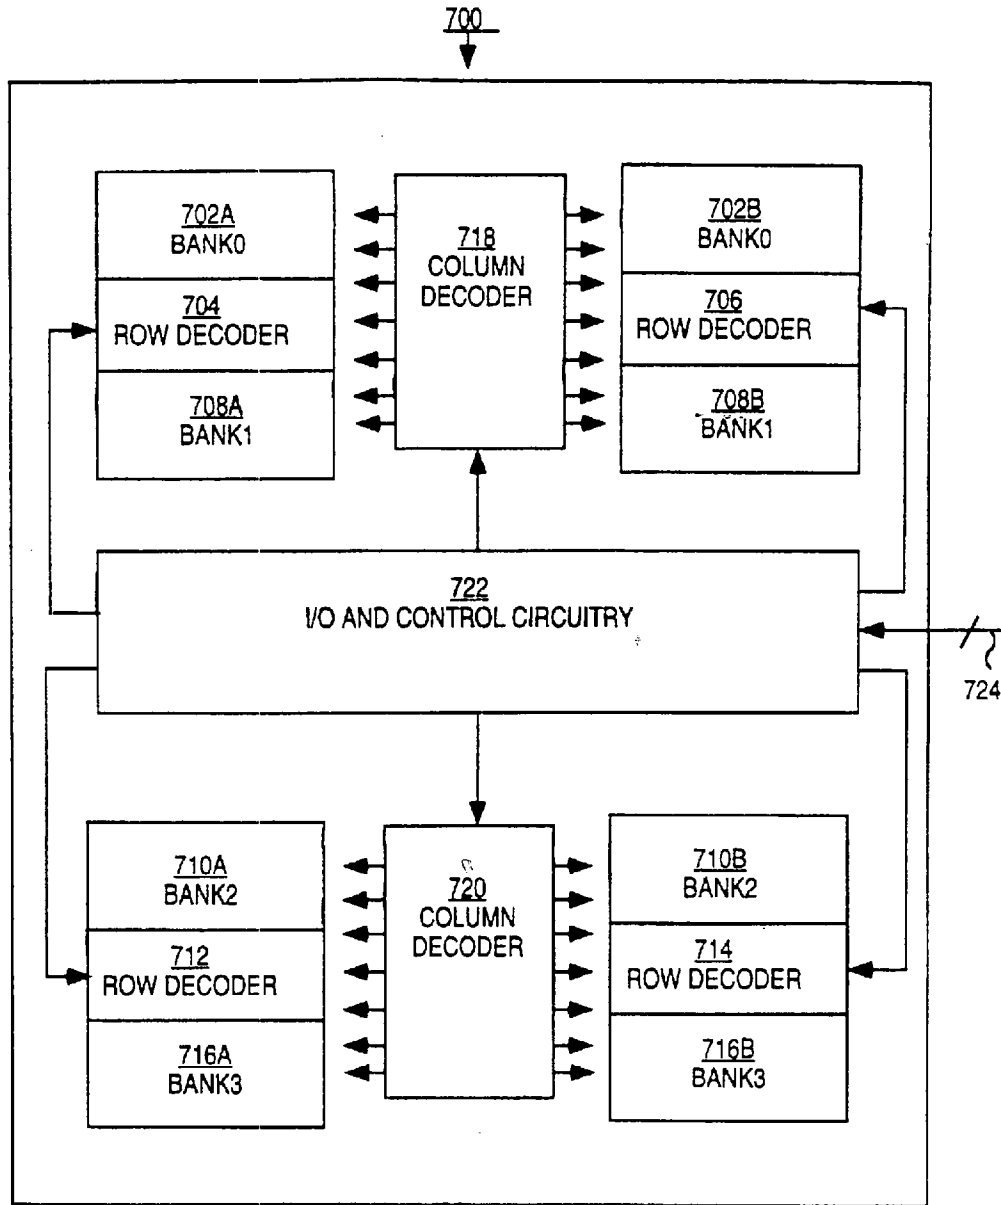 700
702A
BANK0
704
ROW DECODER
708A
BANK1
718
COLUMN
DECODER
702B
BANK0
706
ROW DECODER
708B
BANK1
722
I/O AND CONTROL CIRCUITRY
724
710A
BANK2
712
ROW DECODER
716A
BANK3
720
COLUMN
DECODER
710B
BANK2
714
ROW DECODER
716B
BANK3